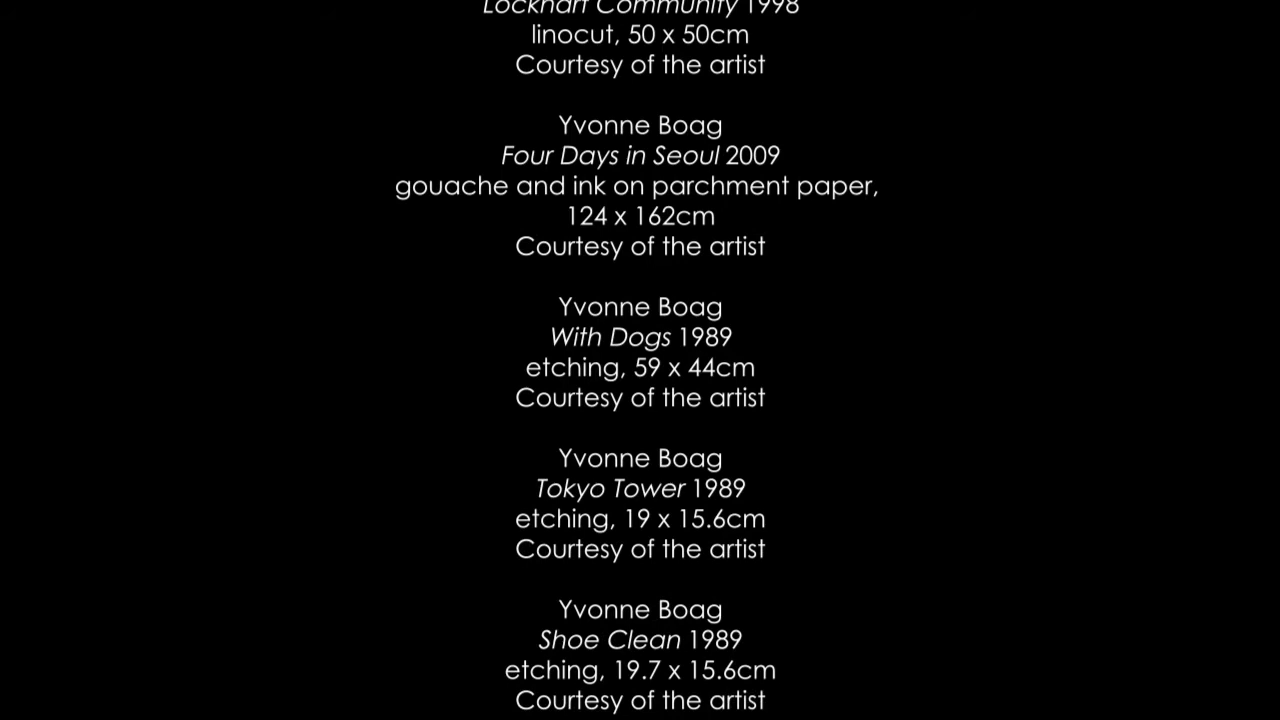 Lockhart Community 1998
linocut, 50 x 50cm
Courtesy of the artist
Yvonne Boag
Four Days in Seoul 2009
gouache and ink on parchment paper,
124 x 162cm
Courtesy of the artist
Yvonne Boag
With Dogs 1989
etching, 59 x 44cm
Courtesy of the artist
Yvonne Boag
Tokyo Tower 1989
etching, 19 x 15.6cm
Courtesy of the artist
Yvonne Boag
Shoe Clean 1989
etching, 19.7 x 15.6cm
Courtesy of the artist